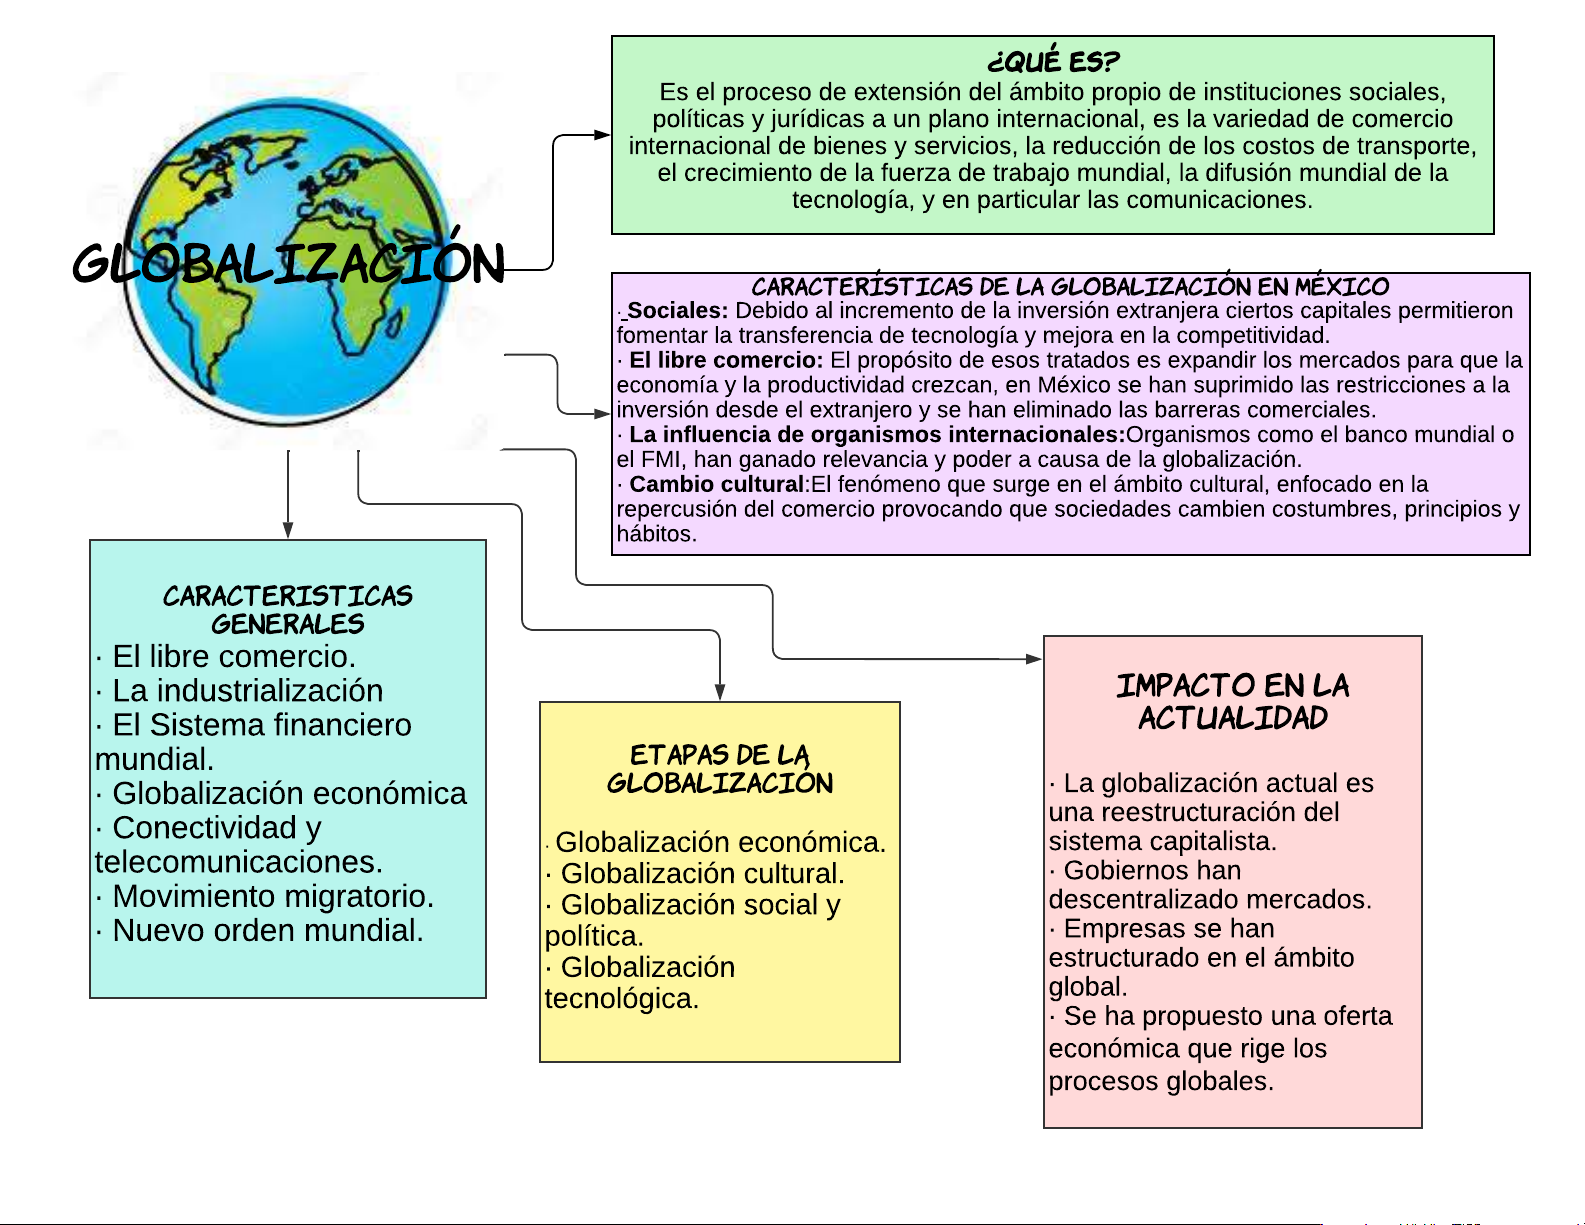 GLOBALIZACIÓN
¿QUÉ ES?
Es el proceso de extensión del ámbito propio de instituciones sociales,
políticas y jurídicas a un plano internacional, es la variedad de comercio
internacional de bienes y servicios, la reducción de los costos de transporte,
el crecimiento de la fuerza de trabajo mundial, la difusión mundial de la
tecnología, y en particular las comunicaciones.
CARACTERÍSTICAS DE LA GLOBALIZACIÓN EN MÉXICO
· Sociales: Debido al incremento de la inversión extranjera ciertos capitales permitieron
fomentar la transferencia de tecnología y mejora en la competitividad.
· El libre comercio: El propósito de esos tratados es expandir los mercados para que la
economía y la productividad crezcan, en México se han suprimido las restricciones a la
inversión desde el extranjero y se han eliminado las barreras comerciales.
· La influencia de organismos internacionales:Organismos como el banco mundial o
el FMI, han ganado relevancia y poder a causa de la globalización.
· Cambio cultural:El fenómeno que surge en el ámbito cultural, enfocado en la
repercusión del comercio provocando que sociedades cambien costumbres, principios y
hábitos.
CARACTERISTICAS
GENERALES
· El libre comercio.
· La industrialización
· El Sistema financiero
mundial.
· Globalización económica
· Conectividad y
telecomunicaciones.
· Movimiento migratorio.
· Nuevo orden mundial.
ETAPAS DE LA
GLOBALIZACIÓN
· Globalización económica.
· Globalización cultural.
· Globalización social y
política.
· Globalización
tecnológica.
IMPACTO EN LA
ACTUALIDAD
· La globalización actual es
una reestructuración del
sistema capitalista.
· Gobiernos han
descentralizado mercados.
· Empresas se han
estructurado en el ámbito
global.
· Se ha propuesto una oferta
económica que rige los
procesos globales.